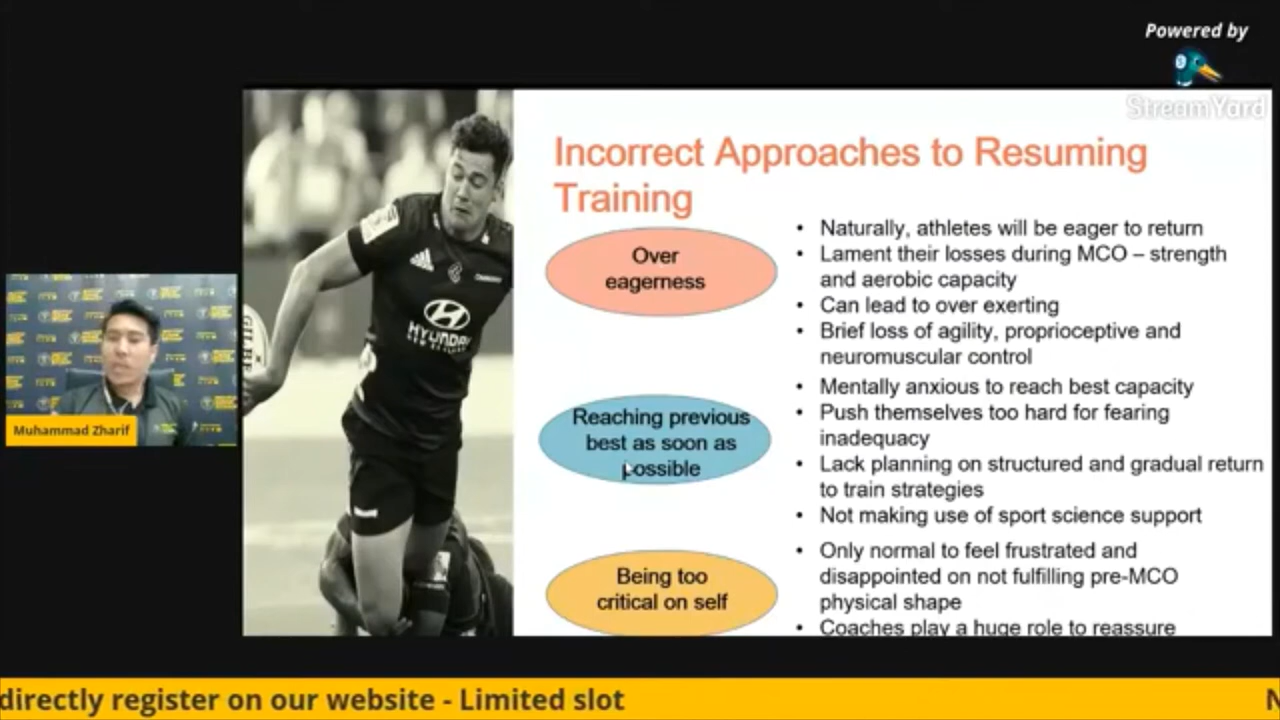 Powered by
StreamYard
Incorrect Approaches to Resuming
Training
Over
eagerness
• Naturally, athletes will be eager to return
• Lament their losses during MCO – strength
and aerobic capacity
• Can lead to over exerting
• Brief loss of agility, proprioceptive and
neuromuscular control
Reaching previous
best as soon as
possible
• Mentally anxious to reach best capacity
• Push themselves too hard for fearing
inadequacy
• Lack planning on structured and gradual return
to train strategies
• Not making use of sport science support
Being too
critical on self
• Only normal to feel frustrated and
disappointed on not fulfilling pre-MCO
physical shape
• Coaches play a huge role to reassure
HYUNDAI
adidas
Muhammad Zharif
directly register on our website - Limited slot
N